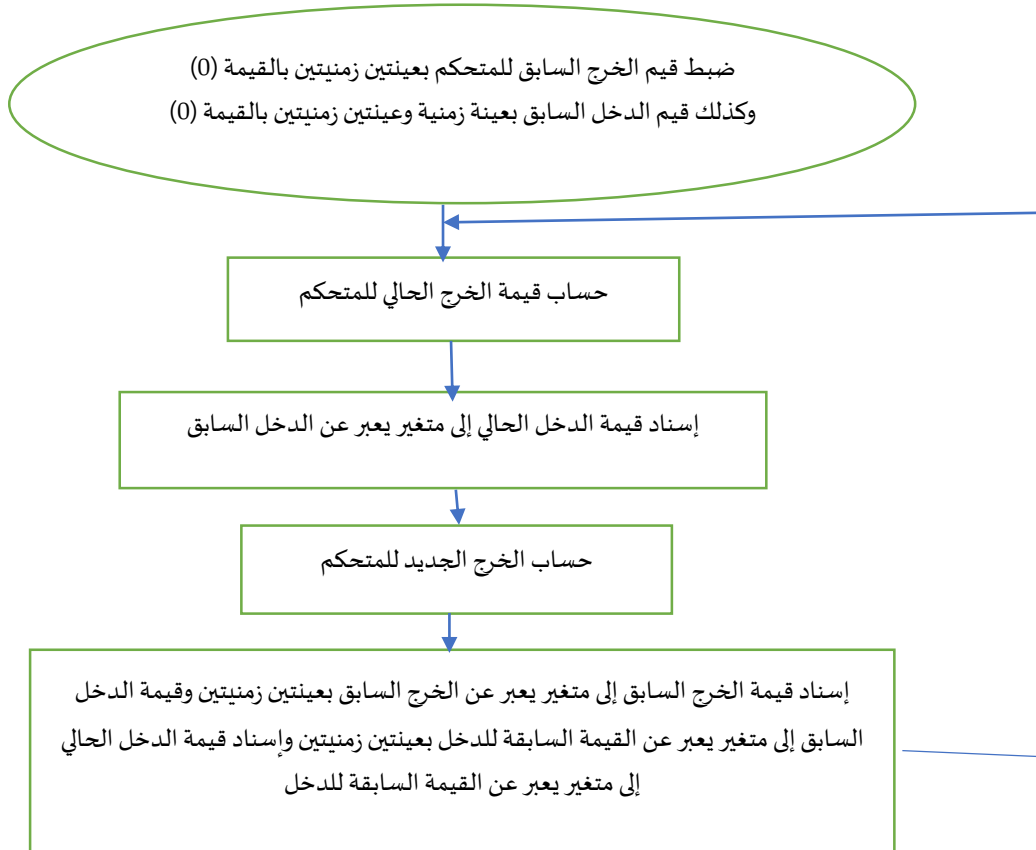 ضبط قيم الخرج السابق للمتحكم بعينتين زمنيتين بالقيمة (0)
وكذلك قيم الدخل السابق بعينة زمنية وعينتين زمنيتين بالقيمة (0)
حساب قيمة الخرج الحالي للمتحكم
إسناد قيمة الدخل الحالي إلى متغير يعبر عن الدخل السابق
حساب الخرج الجديد للمتحكم
إسناد قيمة الخرج السابق إلى متغير يعبر عن الخرج السابق بعينتين زمنيتين وقيمة الدخل
السابق إلى متغير يعبر عن القيمة السابقة للدخل بعينتين زمنيتين وإسناد قيمة الدخل الحالي
إلى متغير يعبر عن القيمة السابقة للدخل